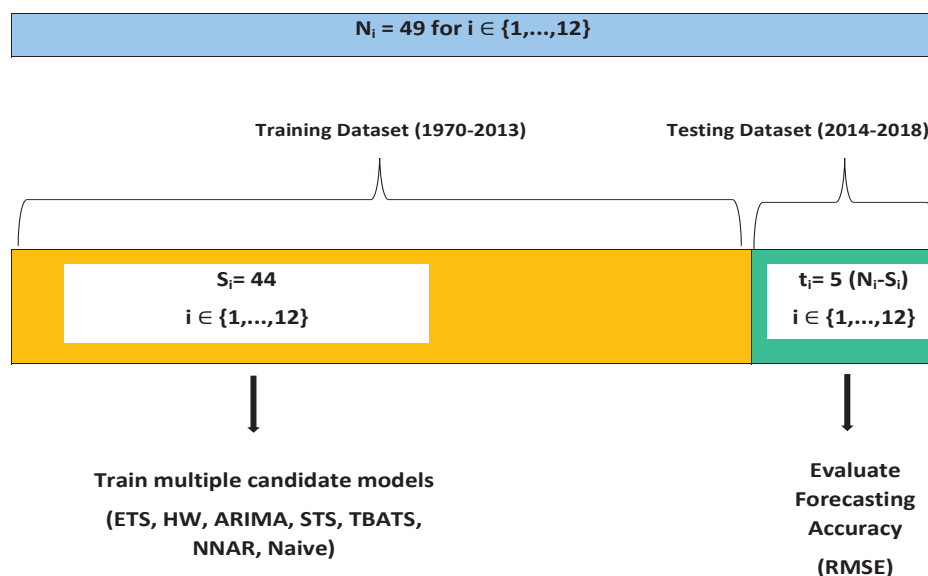 Nᵢ = 49 for i ∈ {1,...,12}
Training Dataset (1970-2013)
Testing Dataset (2014-2018)
Sᵢ= 44
i ∈ {1,...,12}
tᵢ= 5 (Nᵢ-Sᵢ)
i ∈ {1,...,12}
Train multiple candidate models
(ETS, HW, ARIMA, STS, TBATS,
NNAR, Naive)
Evaluate
Forecasting
Accuracy
(RMSE)